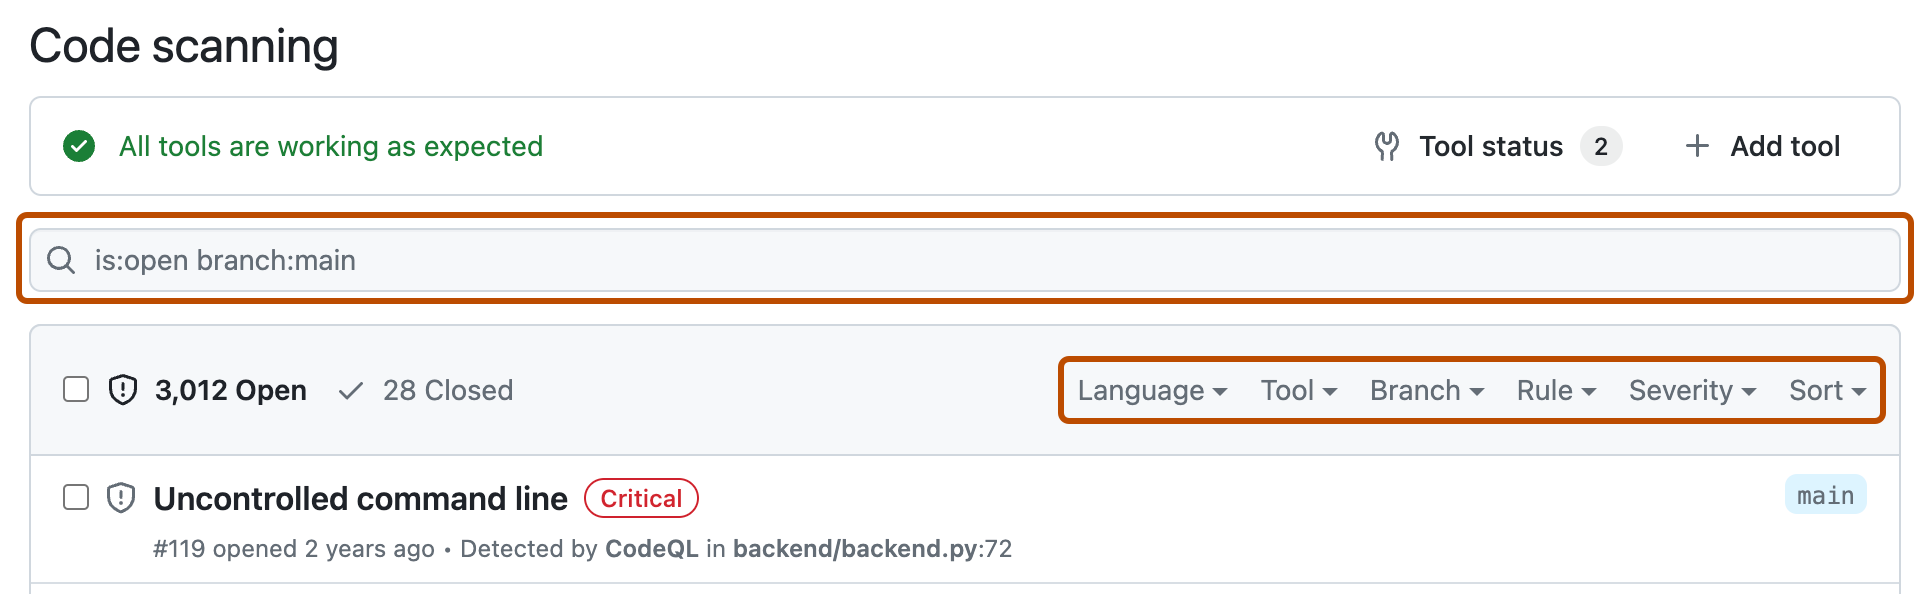 Code scanning
All tools are working as expected Tool status 2 Add tool
is:open branch:main
3,012 Open 28 Closed Language Tool Branch Rule Severity Sort
Uncontrolled command line Critical main
#119 opened 2 years ago • Detected by CodeQL in backend/backend.py:72